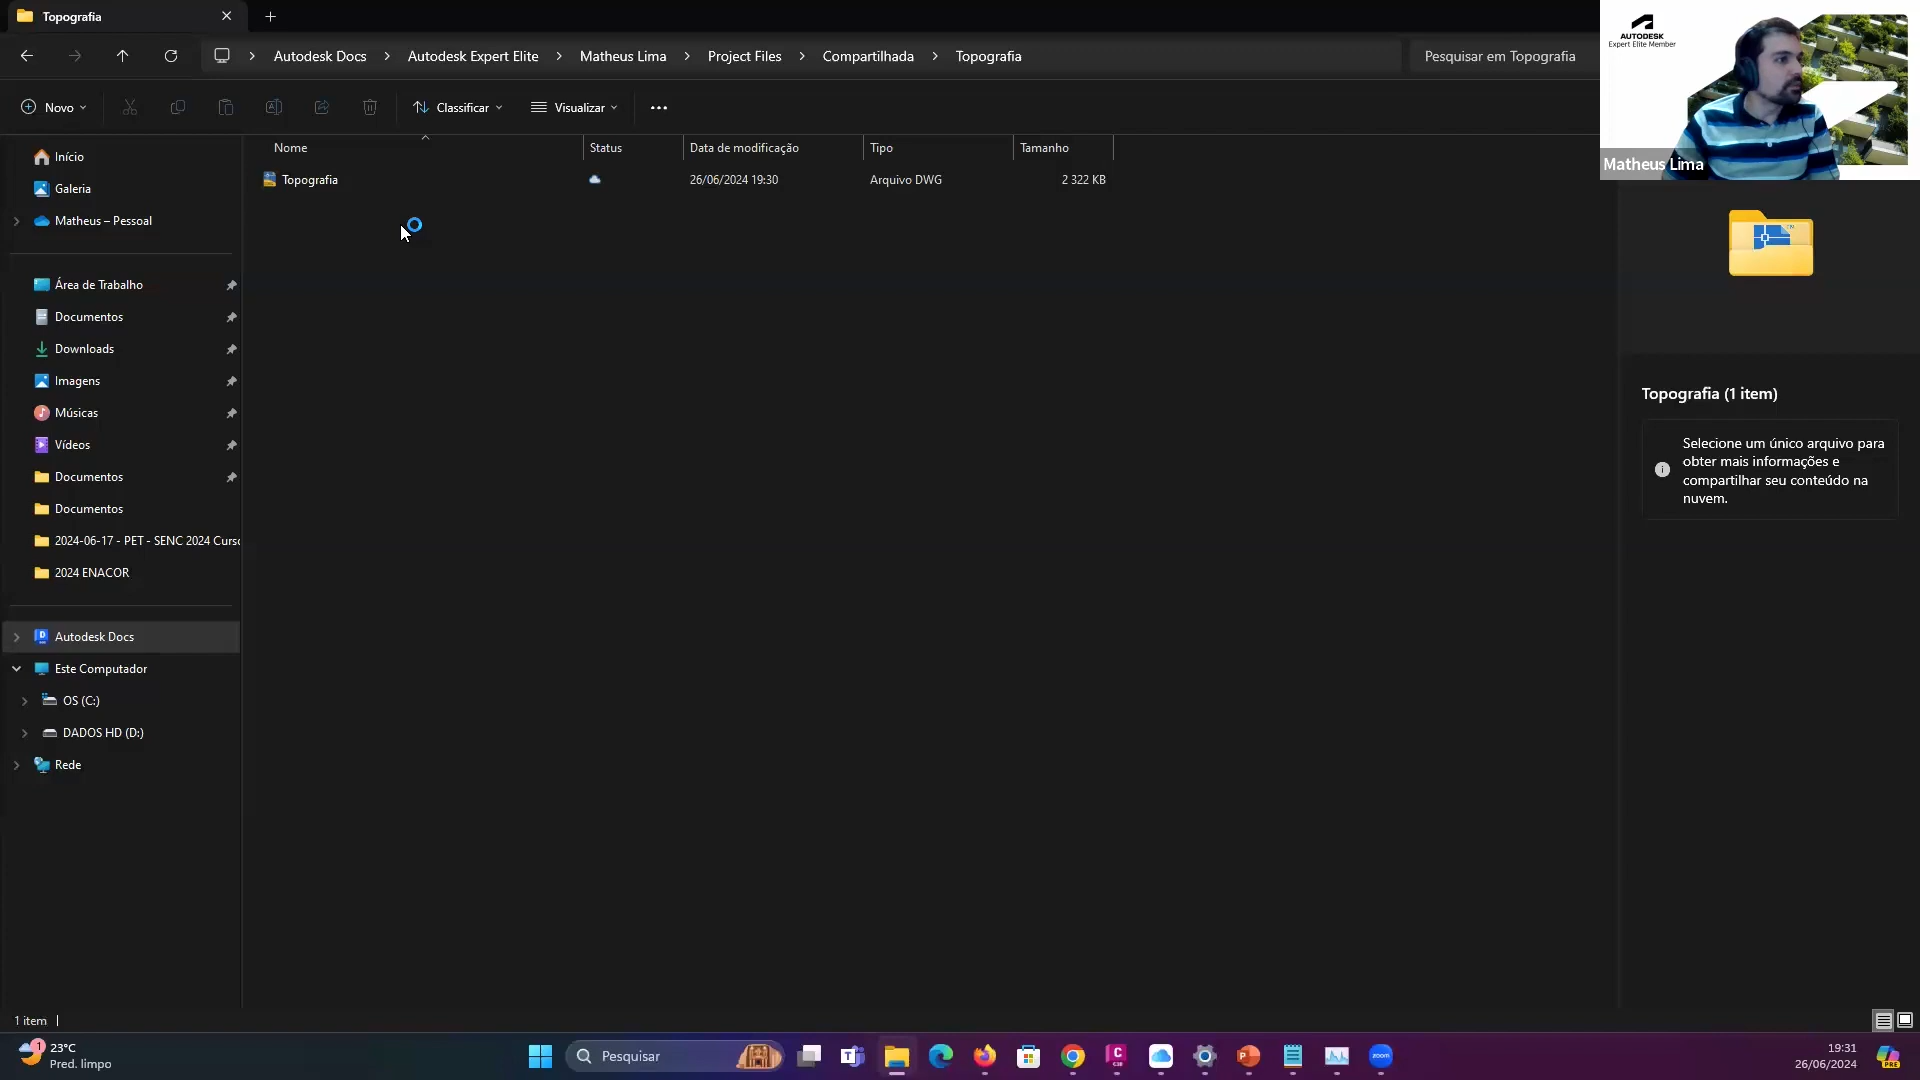 Topografia
Autodesk Docs
Autodesk Expert Elite
Matheus Lima
Project Files
Compartilhada
Topografia
Pesquisar em Topografia
AUTODESK
Expert Elite Member
Matheus Lima
Novo
Classificar
Visualizar
Nome
Status
Data de modificação
Tipo
Tamanho
Topografia
26/06/2024 19:30
Arquivo DWG
2 322 KB
Início
Galeria
Matheus – Pessoal
Área de Trabalho
Documentos
Downloads
Imagens
Músicas
Vídeos
Documentos
Documentos
2024-06-17 - PET - SENC 2024 Curso
2024 ENACOR
Autodesk Docs
Este Computador
OS (C:)
DADOS HD (D:)
Rede
Topografia (1 item)
Selecione um único arquivo para
obter mais informações e
compartilhar seu conteúdo na
nuvem.
1 item
1
23°C
Pred. limpo
Pesquisar
zoom
19:31
26/06/2024
PRE